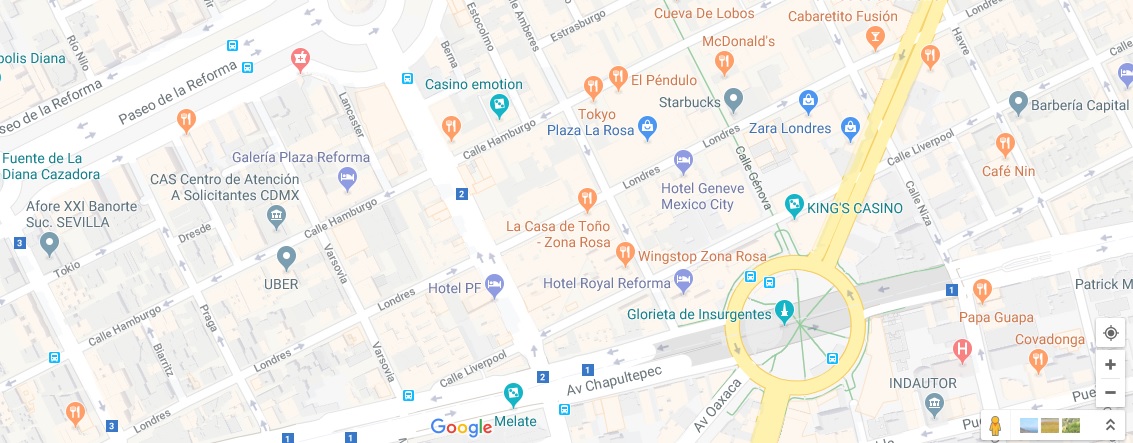 Cueva De Lobos
Cabaretito Fusión
Londres
Havre
Estocolmo
de Amberes
Estrasburgo
Río Nilo
polis Diana
Berna
McDonald's
Calle
Paseo de la Reforma
seo de la Reforma
Casino emotion
El Péndulo
Tokyo
Starbucks
Barbería Capital
Lancaster
Plaza La Rosa
Zara Londres
Calle Hamburgo
Londres
Calle Liverpool
Fuente de La
Diana Cazadora
Galería Plaza Reforma
Café Nin
CAS Centro de Atención
A Solicitantes CDMX
Calle Génova
Londres
Hotel Geneve
Mexico City
2
Calle Niza
Afore XXI Banorte
Suc. SEVILLA
Calle Hamburgo
KING'S CASINO
Dresde
La Casa de Toño
- Zona Rosa
3
Tokio
Varsovia
Wingstop Zona Rosa
UBER
Hotel PF
Hotel Royal Reforma
1
Patrick M
Londres
Calle Hamburgo
Praga
Glorieta de Insurgentes
Papa Guapa
Biarritz
Londres
Varsovia
Calle Liverpool
H
Covadonga
2
1
Av Chapultepec
INDAUTOR
Av Oaxaca
Pue
Londres
3
1
1
Google
Melate